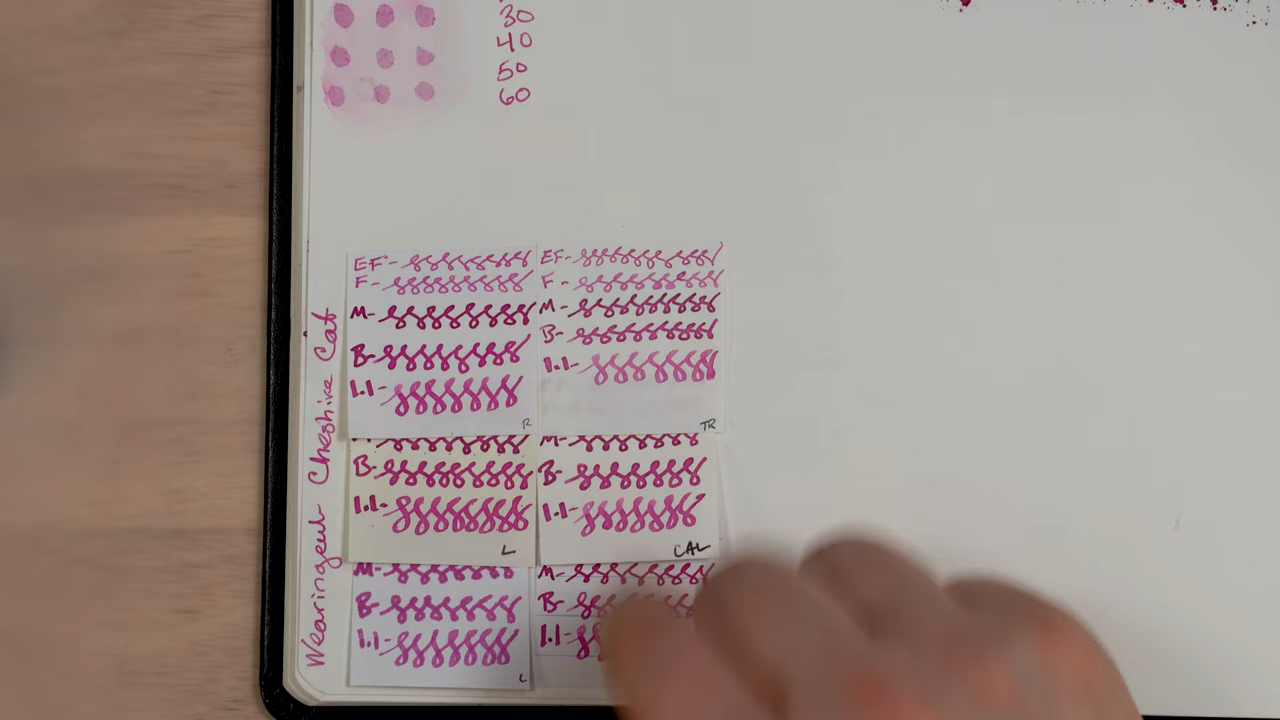 30
40
50
60
EF-
F-
M-
B-
1.1-
R
EF-
F-
M-
B-
1.1-
TR
B-
1.1-
L
M-
B-
1.1-
CAL
M-
B-
1.1-
L
M-
B-
1.1-
Wearingeul Cheshire Cat